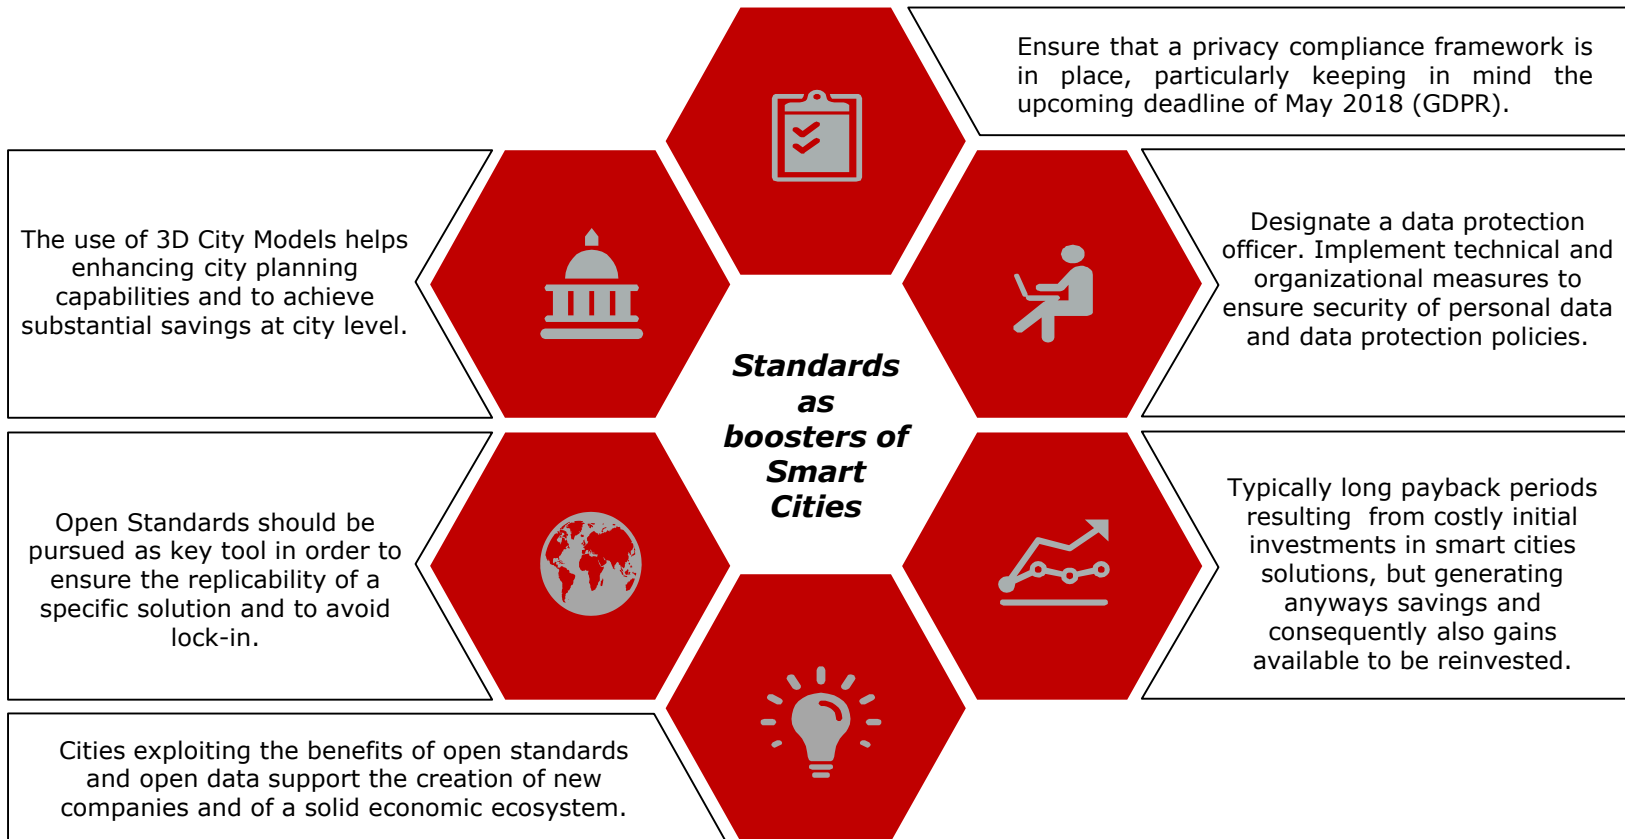 Ensure that a privacy compliance framework is
in place, particularly keeping in mind the
upcoming deadline of May 2018 (GDPR).
The use of 3D City Models helps
enhancing city planning
capabilities and to achieve
substantial savings at city level.
Designate a data protection
officer. Implement technical and
organizational measures to
ensure security of personal data
and data protection policies.
Standards
as
boosters of
Smart
Cities
Open Standards should be
pursued as key tool in order to
ensure the replicability of a
specific solution and to avoid
lock-in.
Typically long payback periods
resulting from costly initial
investments in smart cities
solutions, but generating
anyways savings and
consequently also gains
available to be reinvested.
Cities exploiting the benefits of open standards
and open data support the creation of new
companies and of a solid economic ecosystem.